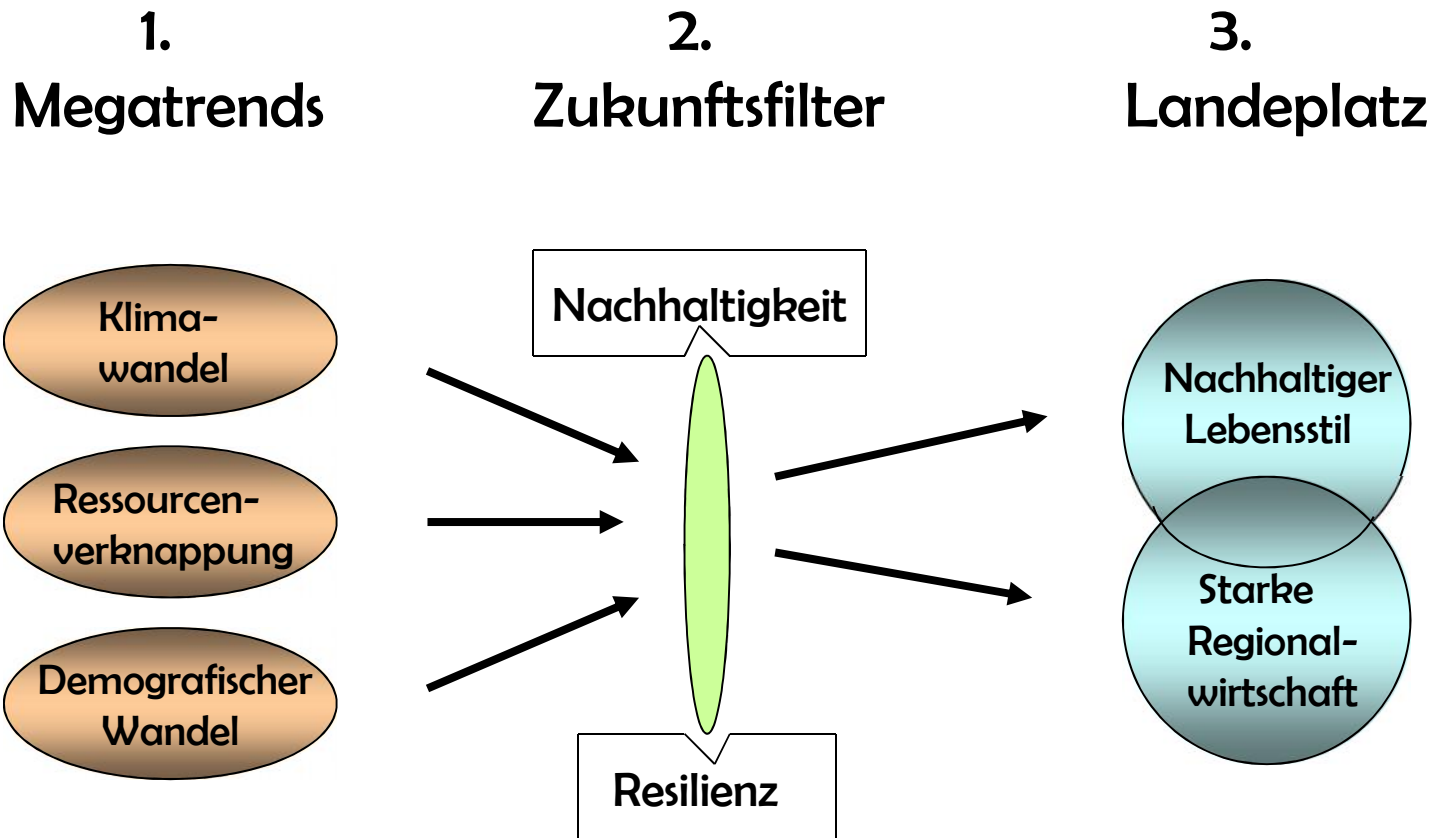 1.
Megatrends
2.
Zukunftsfilter
3.
Landeplatz
Klima-
wandel
Ressourcen-
verknappung
Demografischer
Wandel
Nachhaltigkeit
Resilienz
Nachhaltiger
Lebensstil
Starke
Regional-
wirtschaft